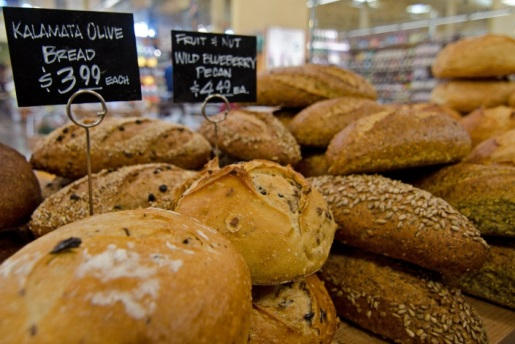 Kalamata Olive
Bread
$3.99 each
Fruit & Nut
Wild Blueberry
Pecan
$4.49 ea.